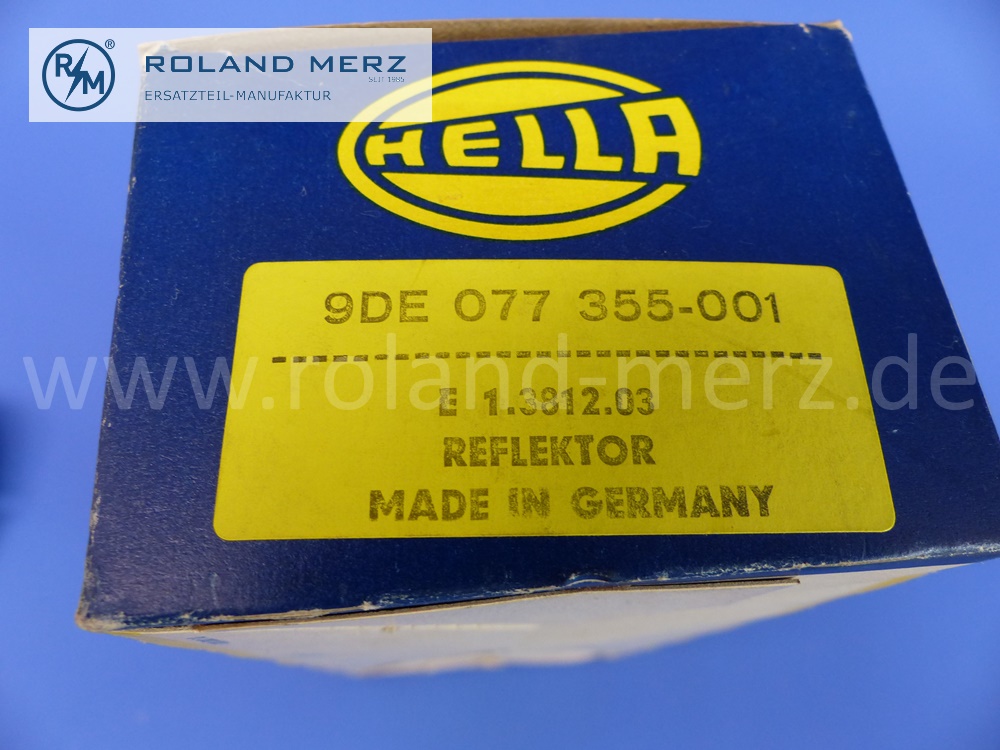 R/M ®
ROLAND MERZ
SEIT 1985
ERSATZTEIL-MANUFAKTUR
HELLA
9DE 077 355-001
www.roland-merz.de
E 1.3812.03
REFLEKTOR
MADE IN GERMANY